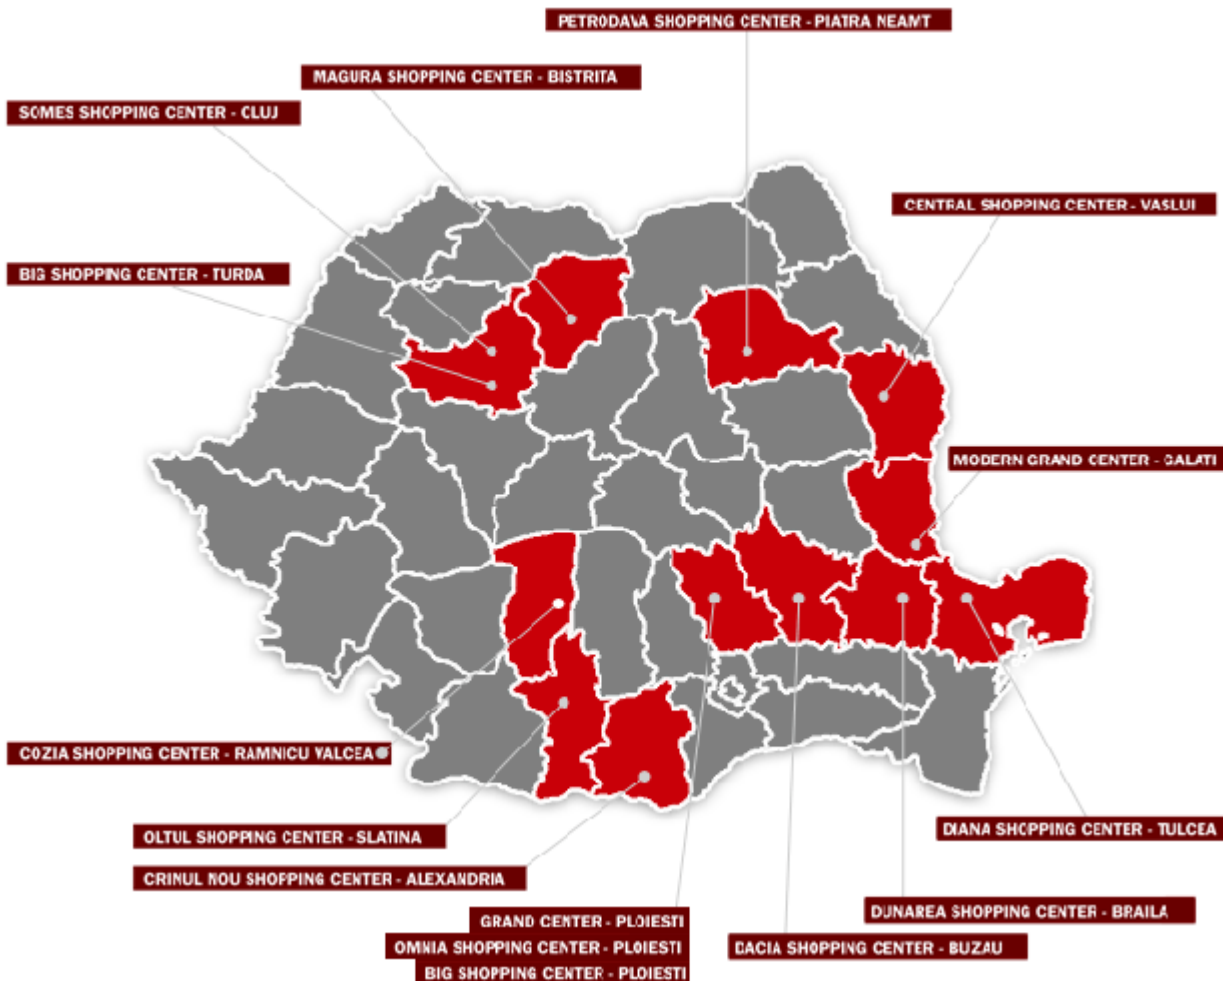 PETRODAVA SHOPPING CENTER - PIATRA NEAMT
MAGURA SHOPPING CENTER - BISTRITA
SOMES SHOPPING CENTER - CLUJ
CENTRAL SHOPPING CENTER - VASLUI
BIG SHOPPING CENTER - TURDA
MODERN GRAND CENTER - GALATI
COZIA SHOPPING CENTER - RAMNICU VALCEA
OLTUL SHOPPING CENTER - SLATINA
DIANA SHOPPING CENTER - TULCEA
CRINUL NOU SHOPPING CENTER - ALEXANDRIA
DUNAREA SHOPPING CENTER - BRAILA
GRAND CENTER - PLOIESTI
OMNIA SHOPPING CENTER - PLOIESTI
DACIA SHOPPING CENTER - BUZAU
BIG SHOPPING CENTER - PLOIESTI